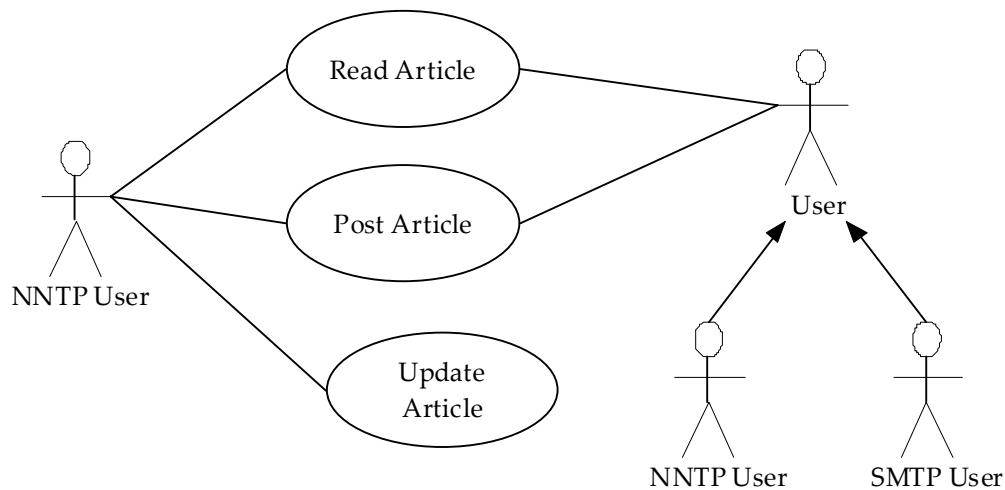 Read Article
Post Article
User
NNTP User
Update
Article
NNTP User
SMTP User